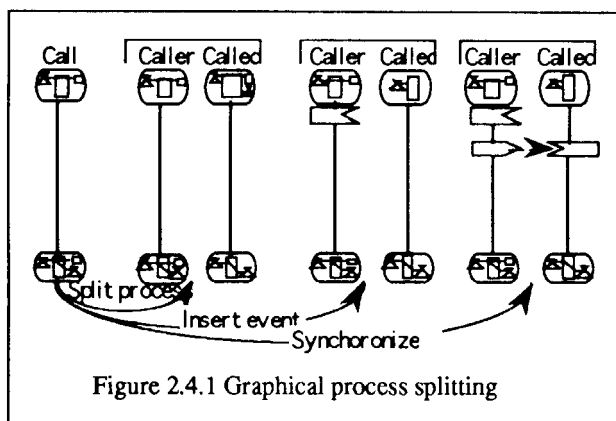 Call Caller Called Caller Called Caller Called
Split process
Insert event
Synchoronize
Figure 2.4.1 Graphical process splitting